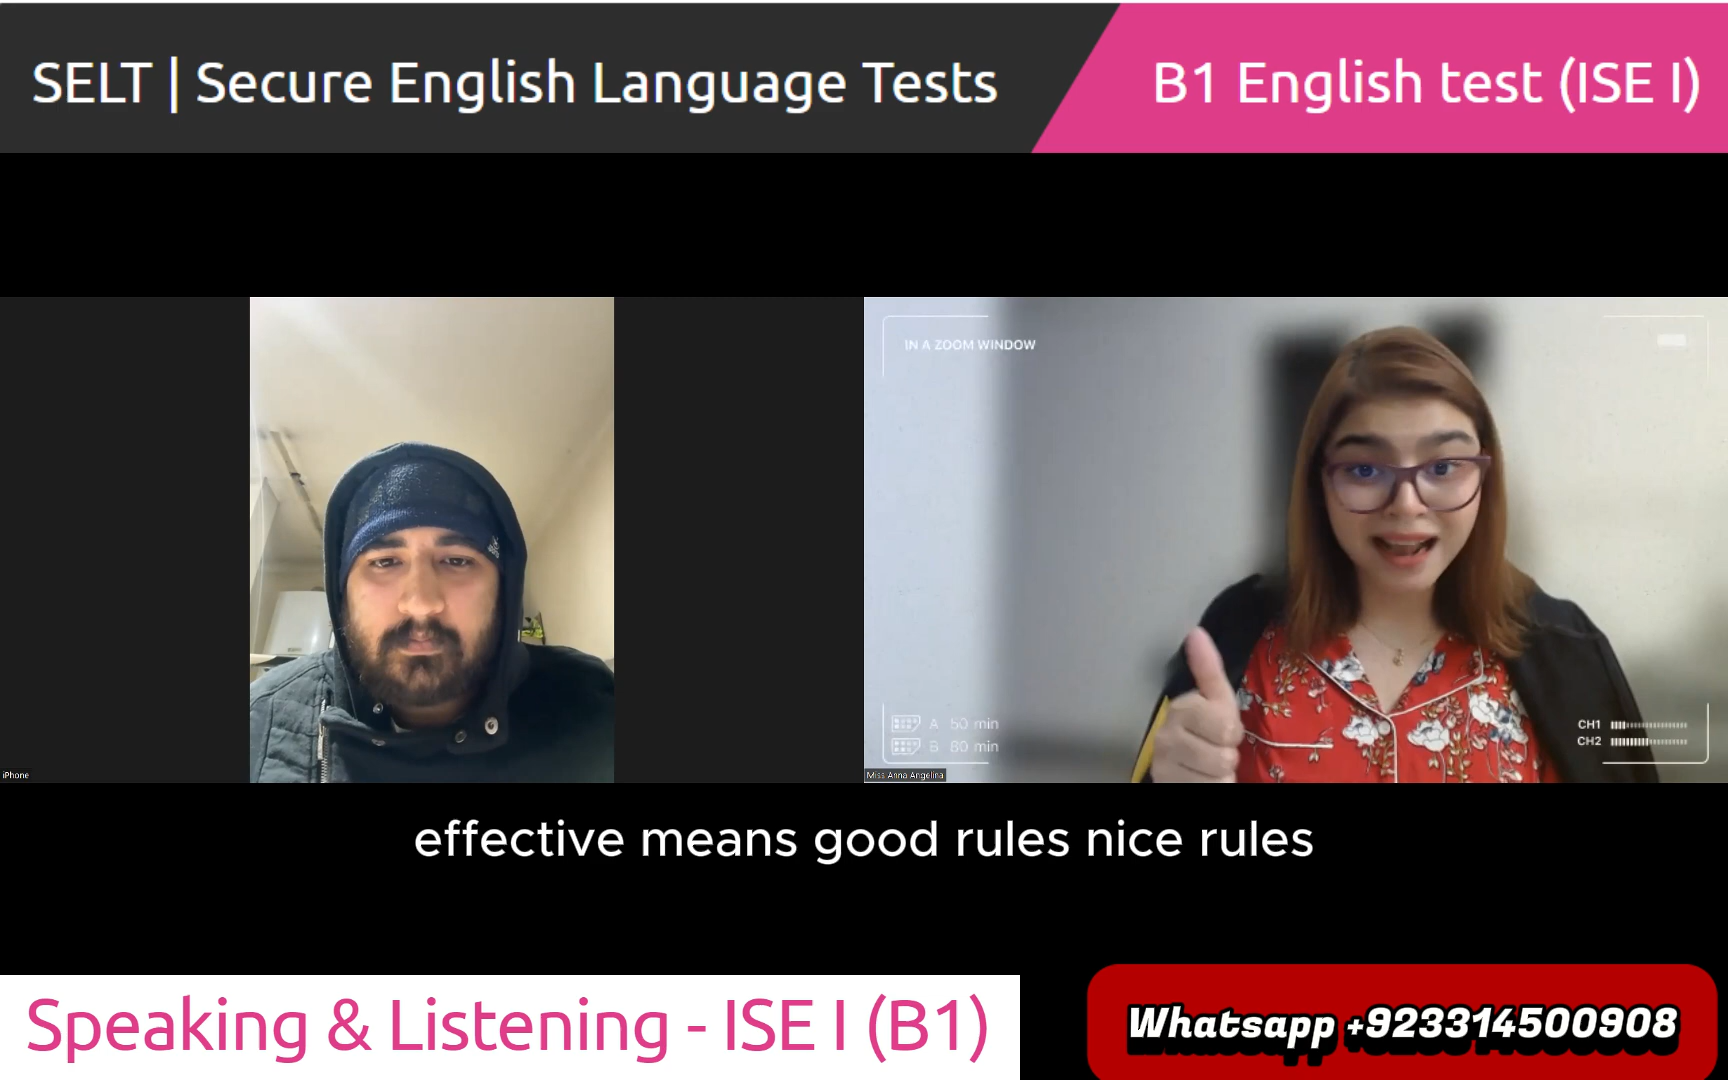 SELT | Secure English Language Tests
B1 English test (ISE I)
IN A ZOOM WINDOW
A 50 min
B 80 min
CH1
CH2
iPhone
Miss Anna Angelina
effective means good rules nice rules
Speaking & Listening - ISE I (B1)
Whatsapp +923314500908